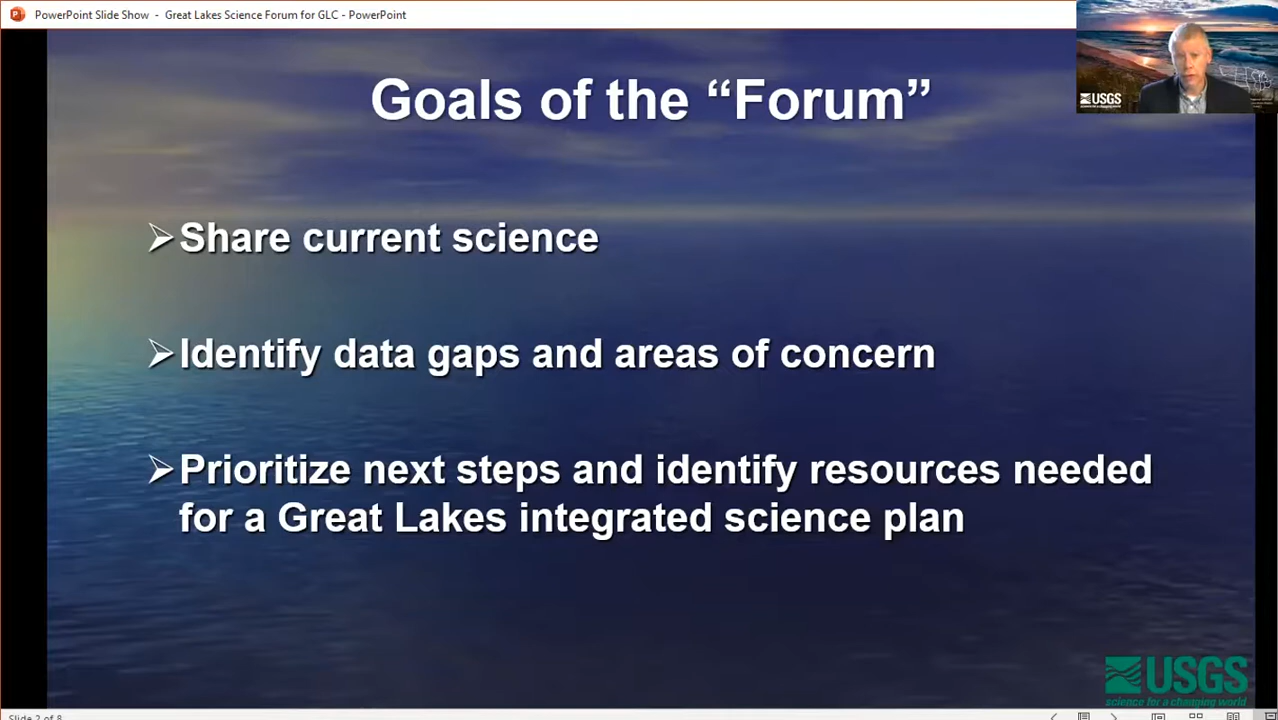 PowerPoint Slide Show - Great Lakes Science Forum for GLC - PowerPoint
USGS
Goals of the “Forum”
➢Share current science
➢Identify data gaps and areas of concern
➢Prioritize next steps and identify resources needed
for a Great Lakes integrated science plan
USGS
science for a changing world
Slide 2 of 8